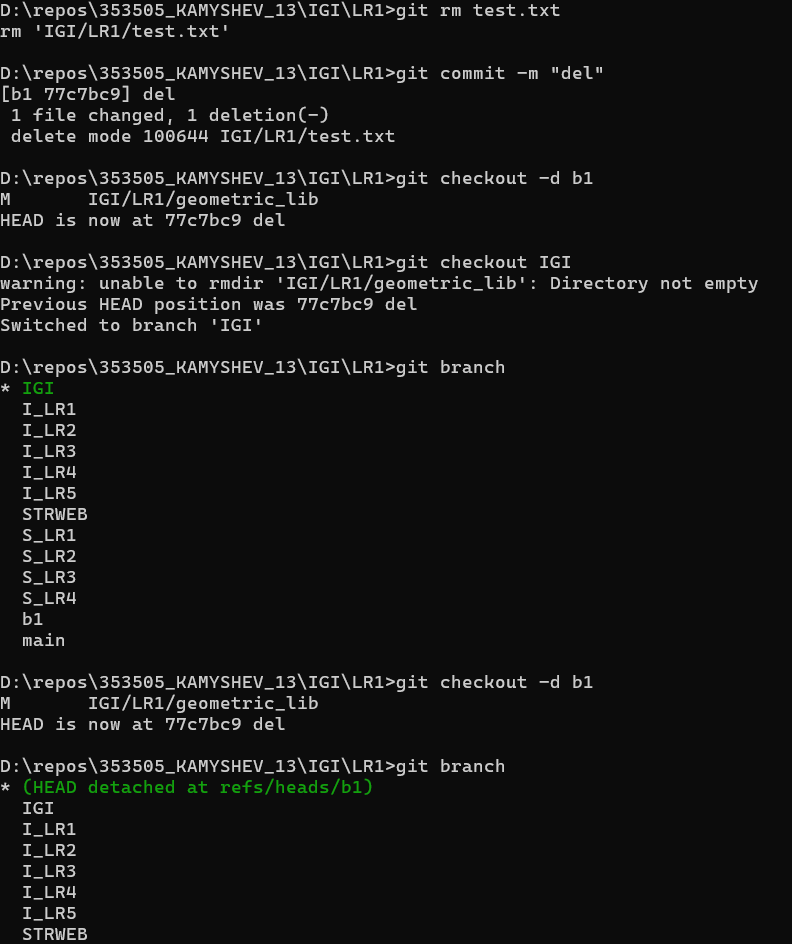 D:\repos\353505_KAMYSHEV_13\IGI\LR1>git rm test.txt
rm 'IGI/LR1/test.txt'
D:\repos\353505_KAMYSHEV_13\IGI\LR1>git commit -m "del"
[b1 77c7bc9] del
 1 file changed, 1 deletion(-)
 delete mode 100644 IGI/LR1/test.txt
D:\repos\353505_KAMYSHEV_13\IGI\LR1>git checkout -d b1
M       IGI/LR1/geometric_lib
HEAD is now at 77c7bc9 del
D:\repos\353505_KAMYSHEV_13\IGI\LR1>git checkout IGI
warning: unable to rmdir 'IGI/LR1/geometric_lib': Directory not empty
Previous HEAD position was 77c7bc9 del
Switched to branch 'IGI'
D:\repos\353505_KAMYSHEV_13\IGI\LR1>git branch
* IGI
  I_LR1
  I_LR2
  I_LR3
  I_LR4
  I_LR5
  STRWEB
  S_LR1
  S_LR2
  S_LR3
  S_LR4
  b1
  main
D:\repos\353505_KAMYSHEV_13\IGI\LR1>git checkout -d b1
M       IGI/LR1/geometric_lib
HEAD is now at 77c7bc9 del
D:\repos\353505_KAMYSHEV_13\IGI\LR1>git branch
* (HEAD detached at refs/heads/b1)
  IGI
  I_LR1
  I_LR2
  I_LR3
  I_LR4
  I_LR5
  STRWEB